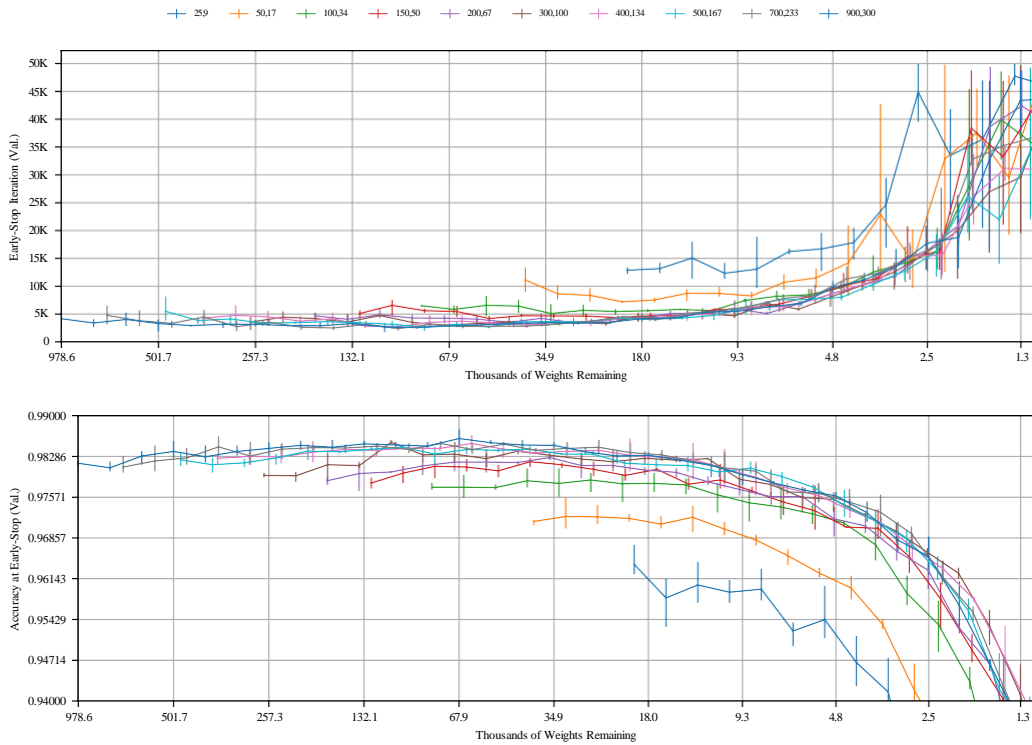 25,9 50,17 100,34 150,50 200,67 300,100 400,134 500,167 700,233 900,300
Early-Stop Iteration (Val.)
50K
45K
40K
35K
30K
25K
20K
15K
10K
5K
0
978.6 501.7 257.3 132.1 67.9 34.9 18.0 9.3 4.8 2.5 1.3
Thousands of Weights Remaining
Accuracy at Early-Stop (Val.)
0.99000
0.98286
0.97571
0.96857
0.96143
0.95429
0.94714
0.94000
978.6 501.7 257.3 132.1 67.9 34.9 18.0 9.3 4.8 2.5 1.3
Thousands of Weights Remaining